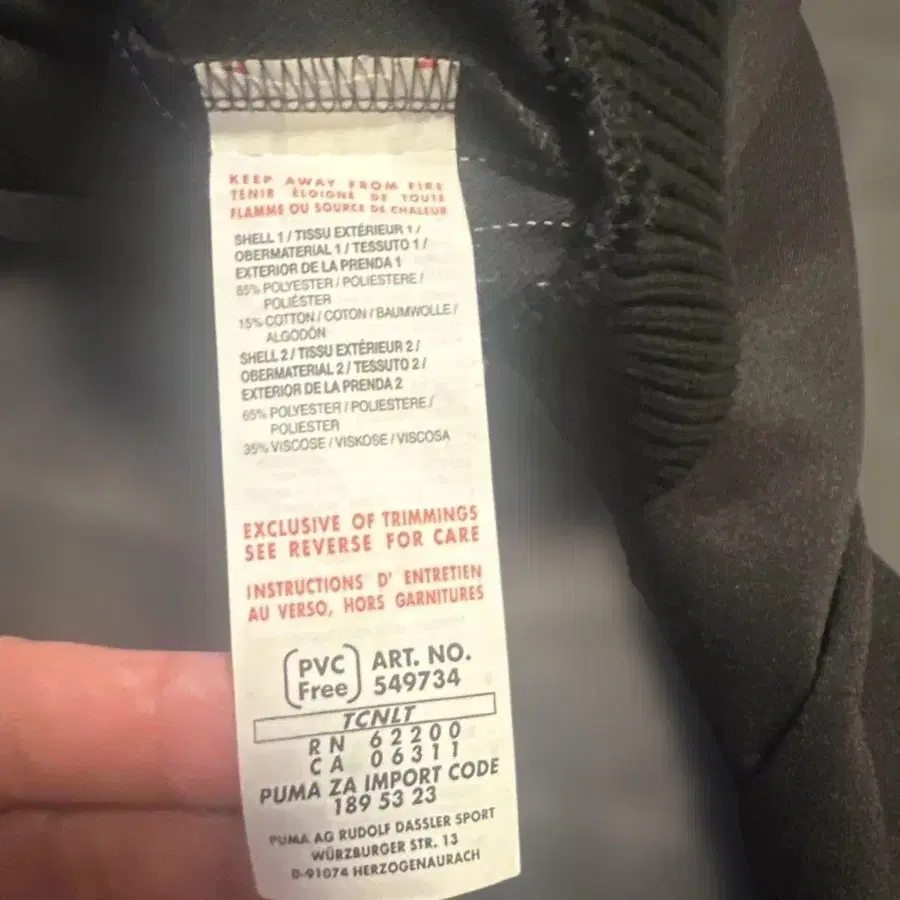 KEEP AWAY FROM FIRE
TENIR ÉLOIGNÉ DE TOUTE
FLAMME OU SOURCE DE CHALEUR
SHELL 1 / TISSU EXTÉRIEUR 1 /
OBERMATERIAL 1 / TESSUTO 1 /
EXTERIOR DE LA PRENDA 1
85% POLYESTER / POLIESTERE /
POLIÉSTER
15% COTTON / COTON / BAUMWOLLE /
ALGODÓN
SHELL 2 / TISSU EXTÉRIEUR 2 /
OBERMATERIAL 2 / TESSUTO 2 /
EXTERIOR DE LA PRENDA 2
65% POLYESTER / POLIESTERE /
POLIESTER
35% VISCOSE / VISKOSE / VISCOSA
EXCLUSIVE OF TRIMMINGS
SEE REVERSE FOR CARE
INSTRUCTIONS D' ENTRETIEN
AU VERSO, HORS GARNITURES
PVC Free ART. NO.
549734
TCNLT
RN 62200
CA 06311
PUMA ZA IMPORT CODE
189 53 23
PUMA AG RUDOLF DASSLER SPORT
WÜRZBURGER STR. 13
D-91074 HERZOGENAURACH